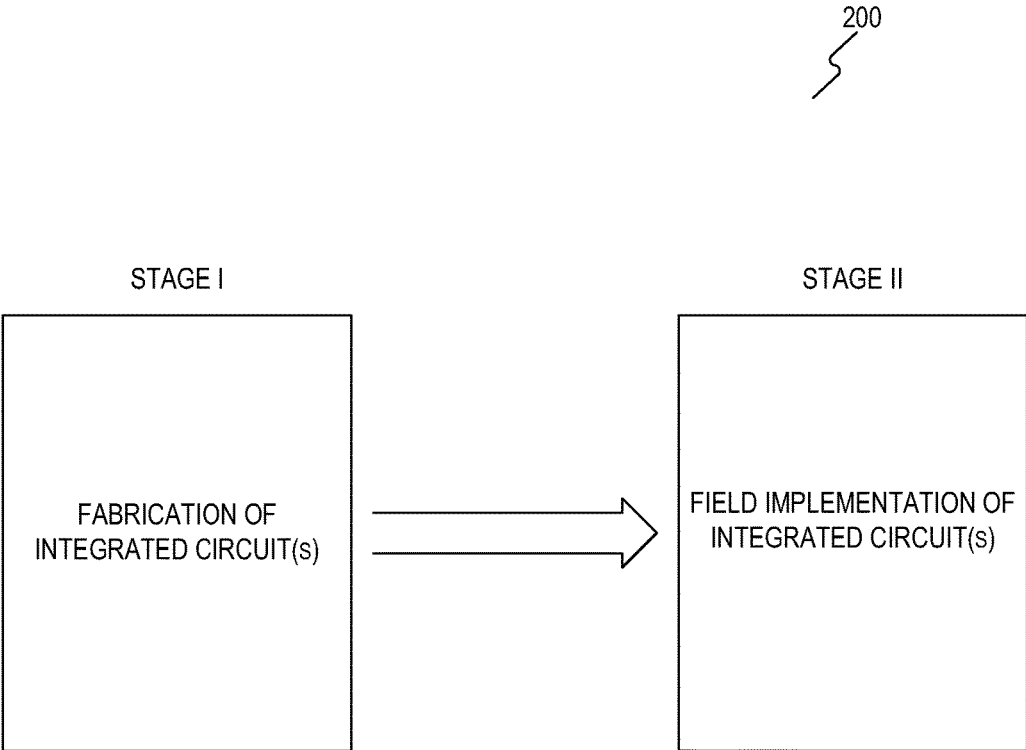 200
STAGE I
STAGE II
FABRICATION OF
INTEGRATED CIRCUIT(s)
FIELD IMPLEMENTATION OF
INTEGRATED CIRCUIT(s)